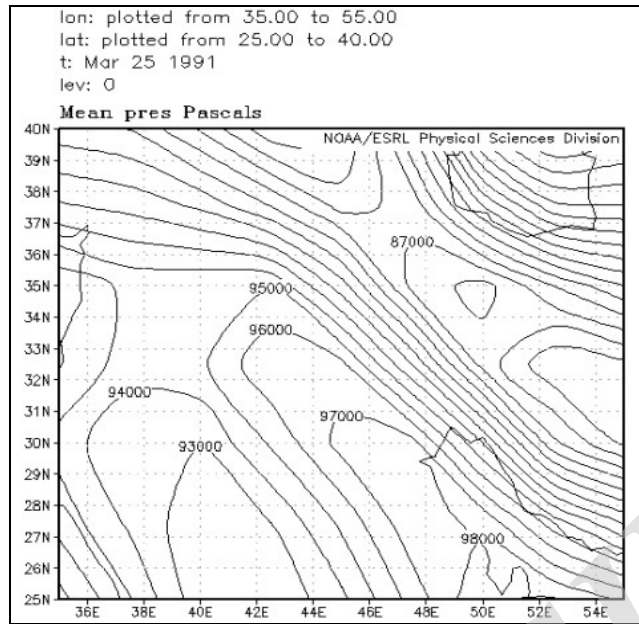 lon: plotted from 35.00 to 55.00
lat: plotted from 25.00 to 40.00
t: Mar 25 1991
lev: 0
Mean pres Pascals
NOAA/ESRL Physical Sciences Division
40N
39N
38N
37N
36N
35N
34N
33N
32N
31N
30N
29N
28N
27N
26N
25N
87000
95000
96000
94000
97000
93000
98000
36E 38E 40E 42E 44E 46E 48E 50E 52E 54E